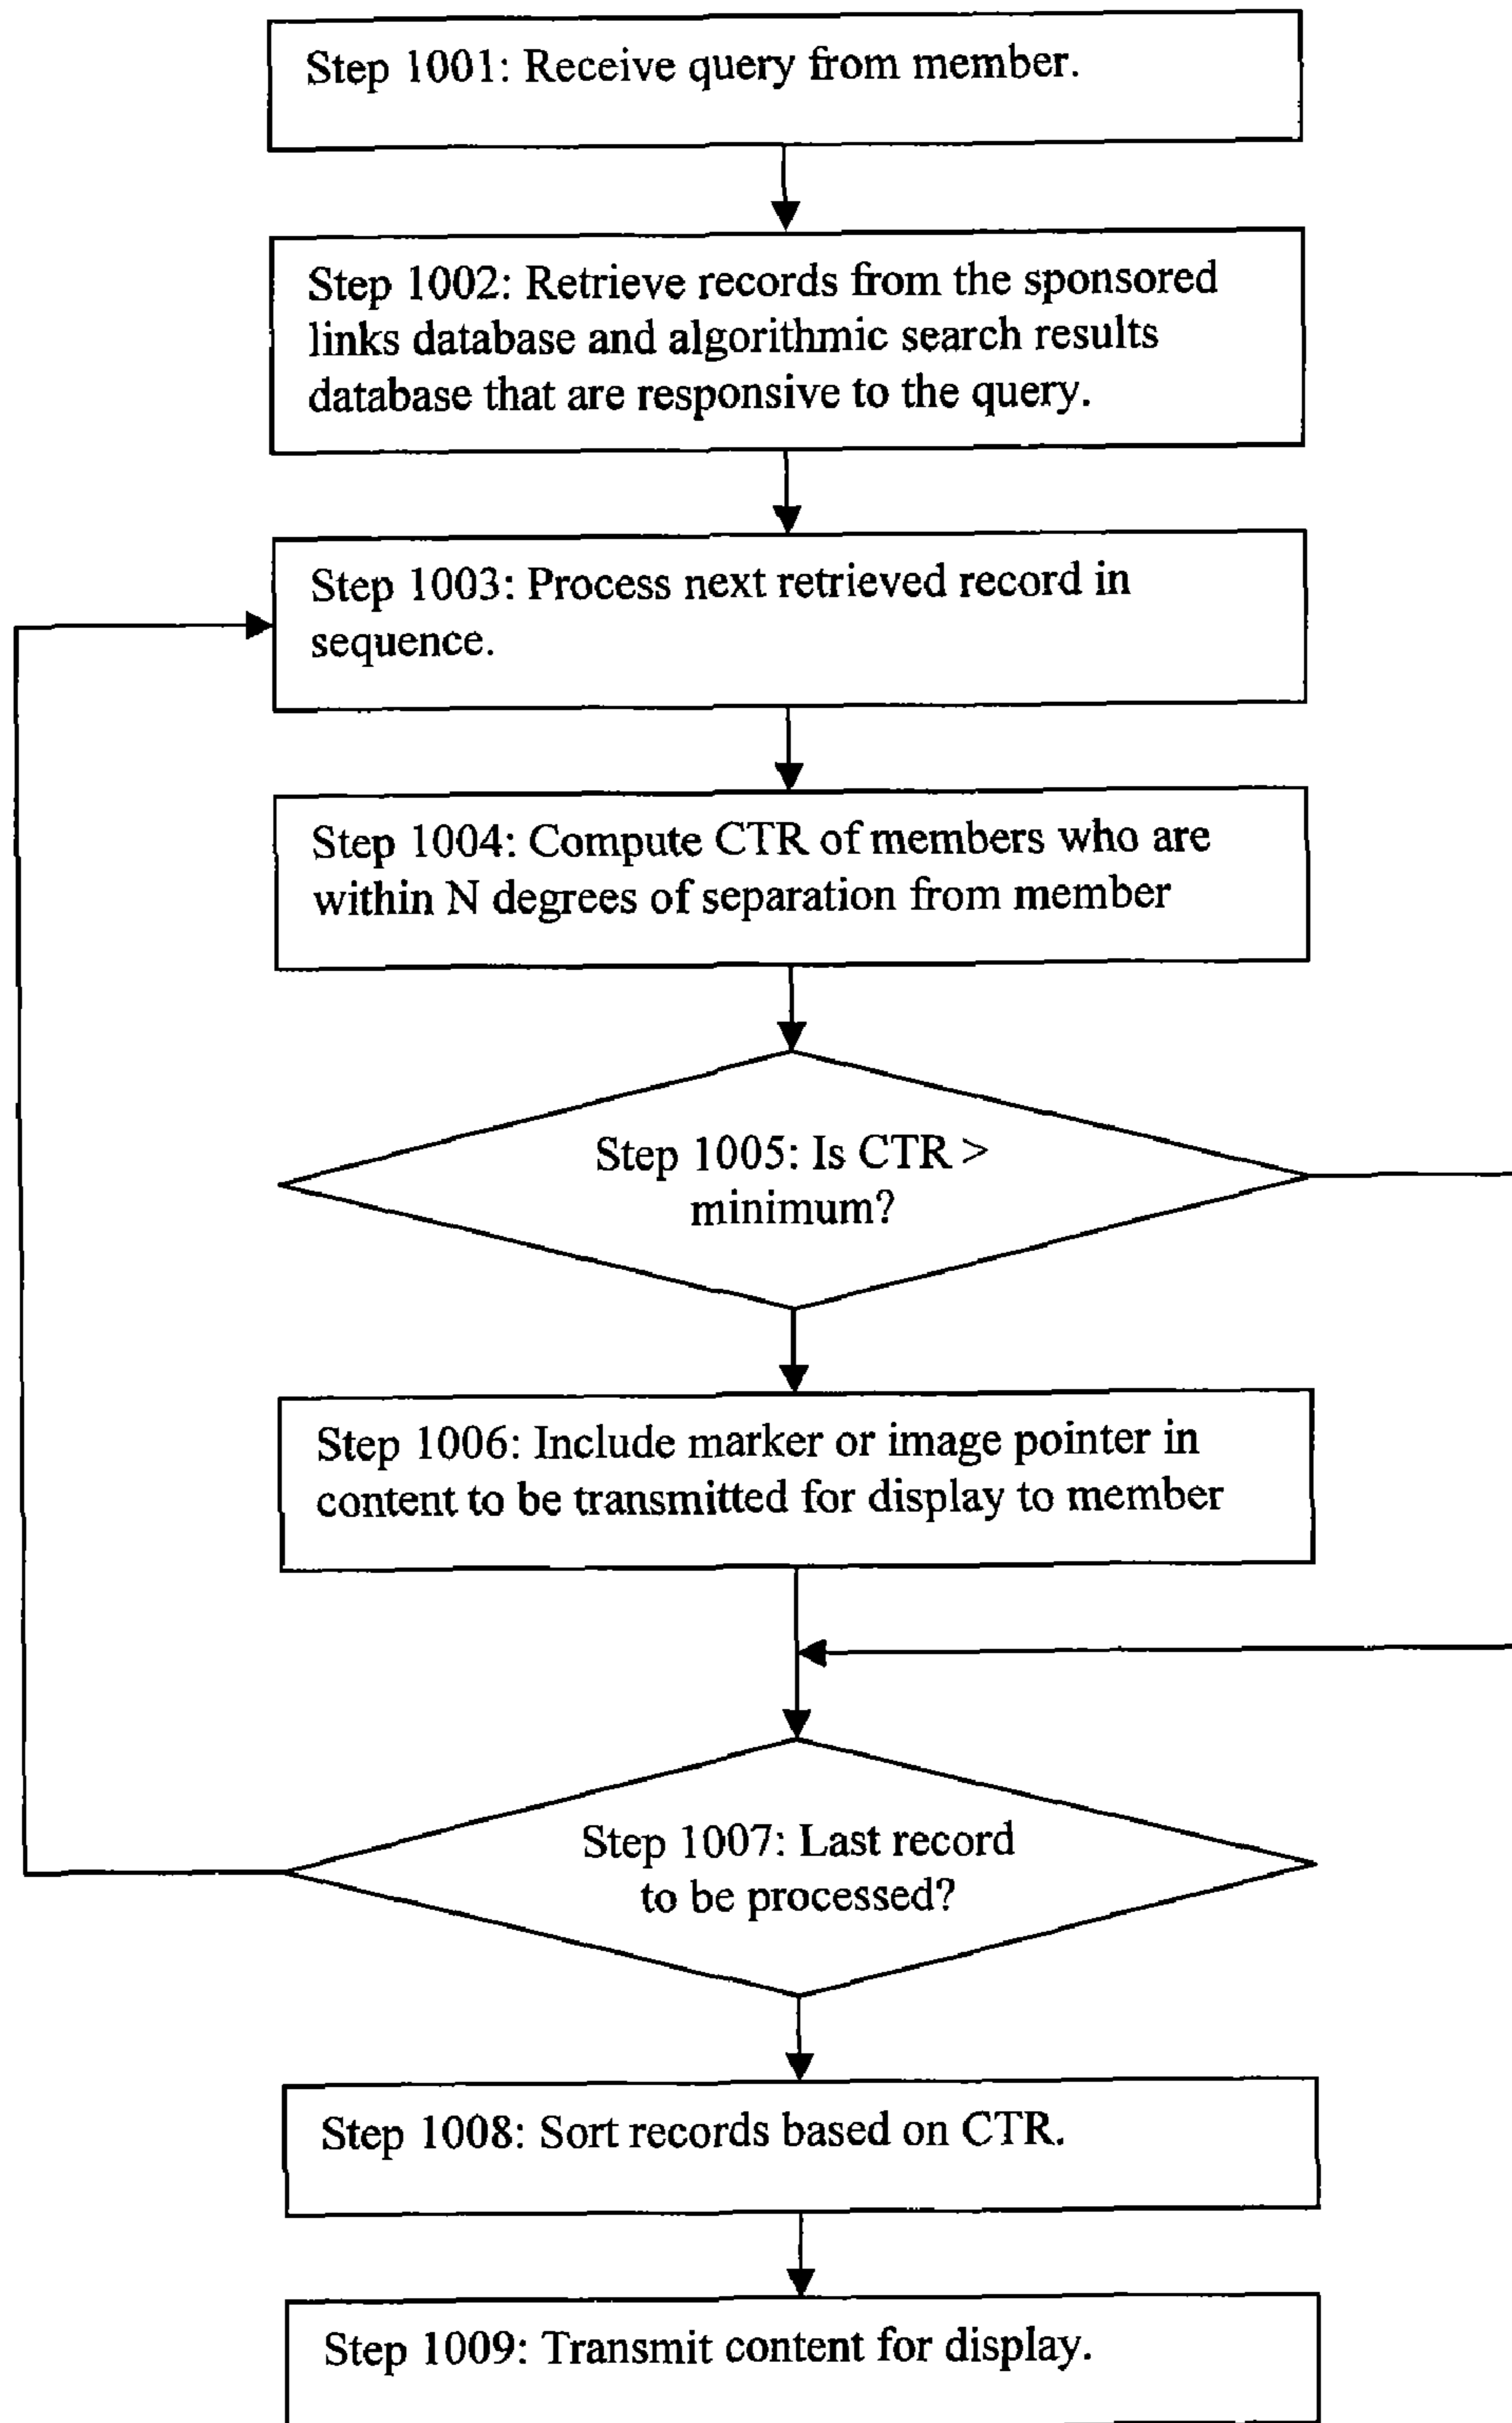 Step 1001: Receive query from member.
Step 1002: Retrieve records from the sponsored
links database and algorithmic search results
database that are responsive to the query.
Step 1003: Process next retrieved record in
sequence.
Step 1004: Compute CTR of members who are
within N degrees of separation from member
Step 1005: Is CTR >
minimum?
Step 1006: Include marker or image pointer in
content to be transmitted for display to member
Step 1007: Last record
to be processed?
Step 1008: Sort records based on CTR.
Step 1009: Transmit content for display.